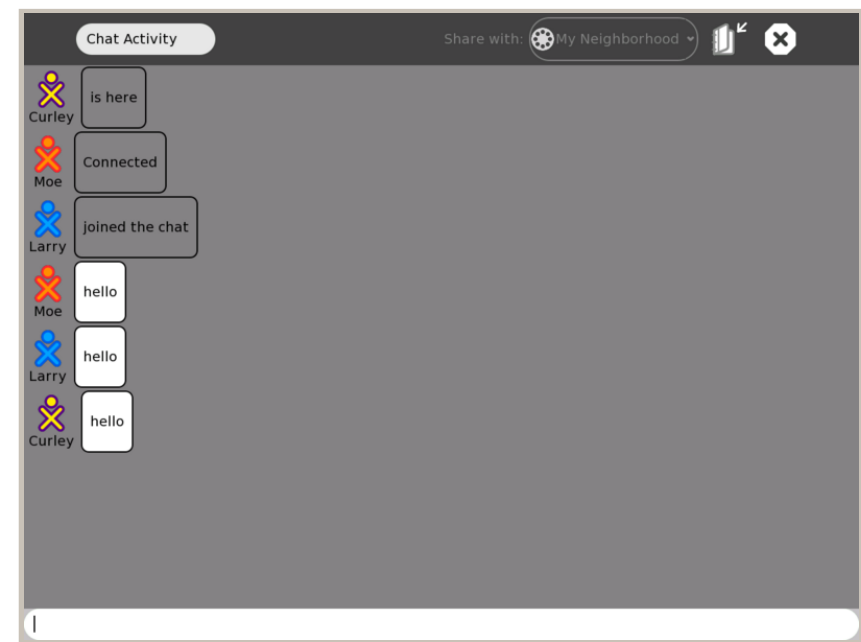 Chat Activity
Share with: My Neighborhood
is here
Curley
Connected
Moe
joined the chat
Larry
hello
Moe
hello
Larry
hello
Curley